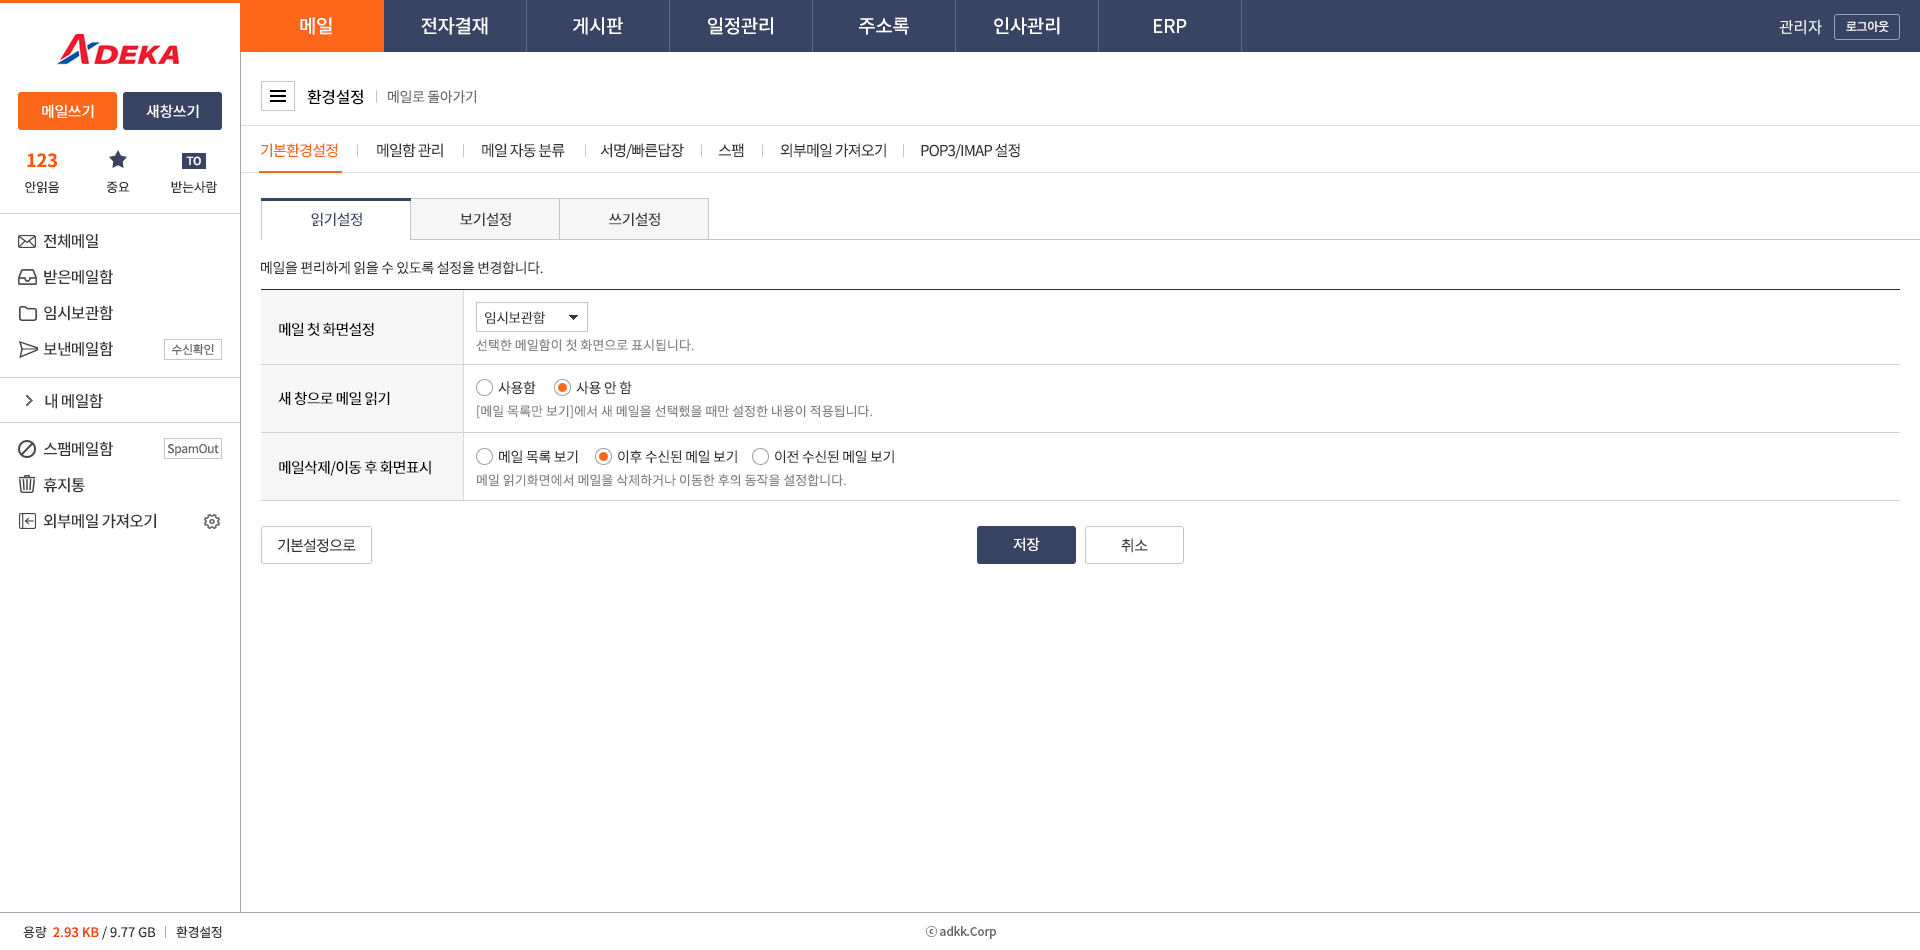 ADEKA
메일 전자결재 게시판 일정관리 주소록 인사관리 ERP 관리자 로그아웃
메일쓰기 새창쓰기
123 TO
안읽음 중요 받는사람
전체메일
받은메일함
임시보관함
보낸메일함 수신확인
내 메일함
스팸메일함 SpamOut
휴지통
외부메일 가져오기
환경설정 메일로 돌아가기
기본환경설정 메일함 관리 메일 자동 분류 서명/빠른답장 스팸 외부메일 가져오기 POP3/IMAP 설정
읽기설정 보기설정 쓰기설정
메일을 편리하게 읽을 수 있도록 설정을 변경합니다.
메일 첫 화면설정 임시보관함
선택한 메일함이 첫 화면으로 표시됩니다.
새 창으로 메일 읽기 사용함 사용 안 함
[메일 목록만 보기]에서 새 메일을 선택했을 때만 설정한 내용이 적용됩니다.
메일삭제/이동 후 화면표시 메일 목록 보기 이후 수신된 메일 보기 이전 수신된 메일 보기
메일 읽기화면에서 메일을 삭제하거나 이동한 후의 동작을 설정합니다.
기본설정으로 저장 취소
용량 2.93 KB / 9.77 GB 환경설정
ⓒ adkk.Corp